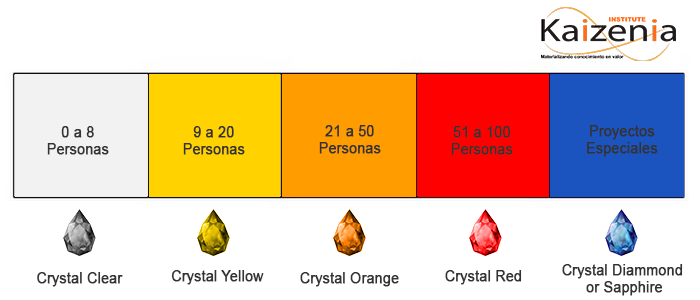 INSTITUTE
Kaizenia
Materializando conocimiento en valor
0 a 8
Personas
9 a 20
Personas
21 a 50
Personas
51 a 100
Personas
Proyectos
Especiales
Crystal Clear
Crystal Yellow
Crystal Orange
Crystal Red
Crystal Diammond
or Sapphire